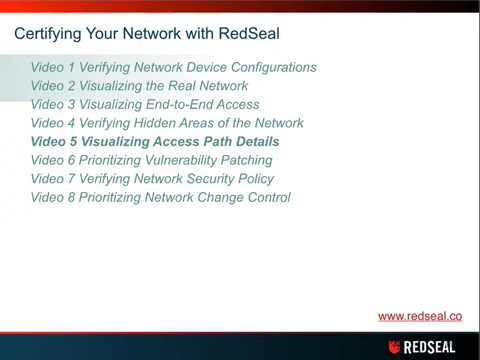 Certifying Your Network with RedSeal
Video 1 Verifying Network Device Configurations
Video 2 Visualizing the Real Network
Video 3 Visualizing End-to-End Access
Video 4 Verifying Hidden Areas of the Network
Video 5 Visualizing Access Path Details
Video 6 Prioritizing Vulnerability Patching
Video 7 Verifying Network Security Policy
Video 8 Prioritizing Network Change Control
www.redseal.co
REDSEAL